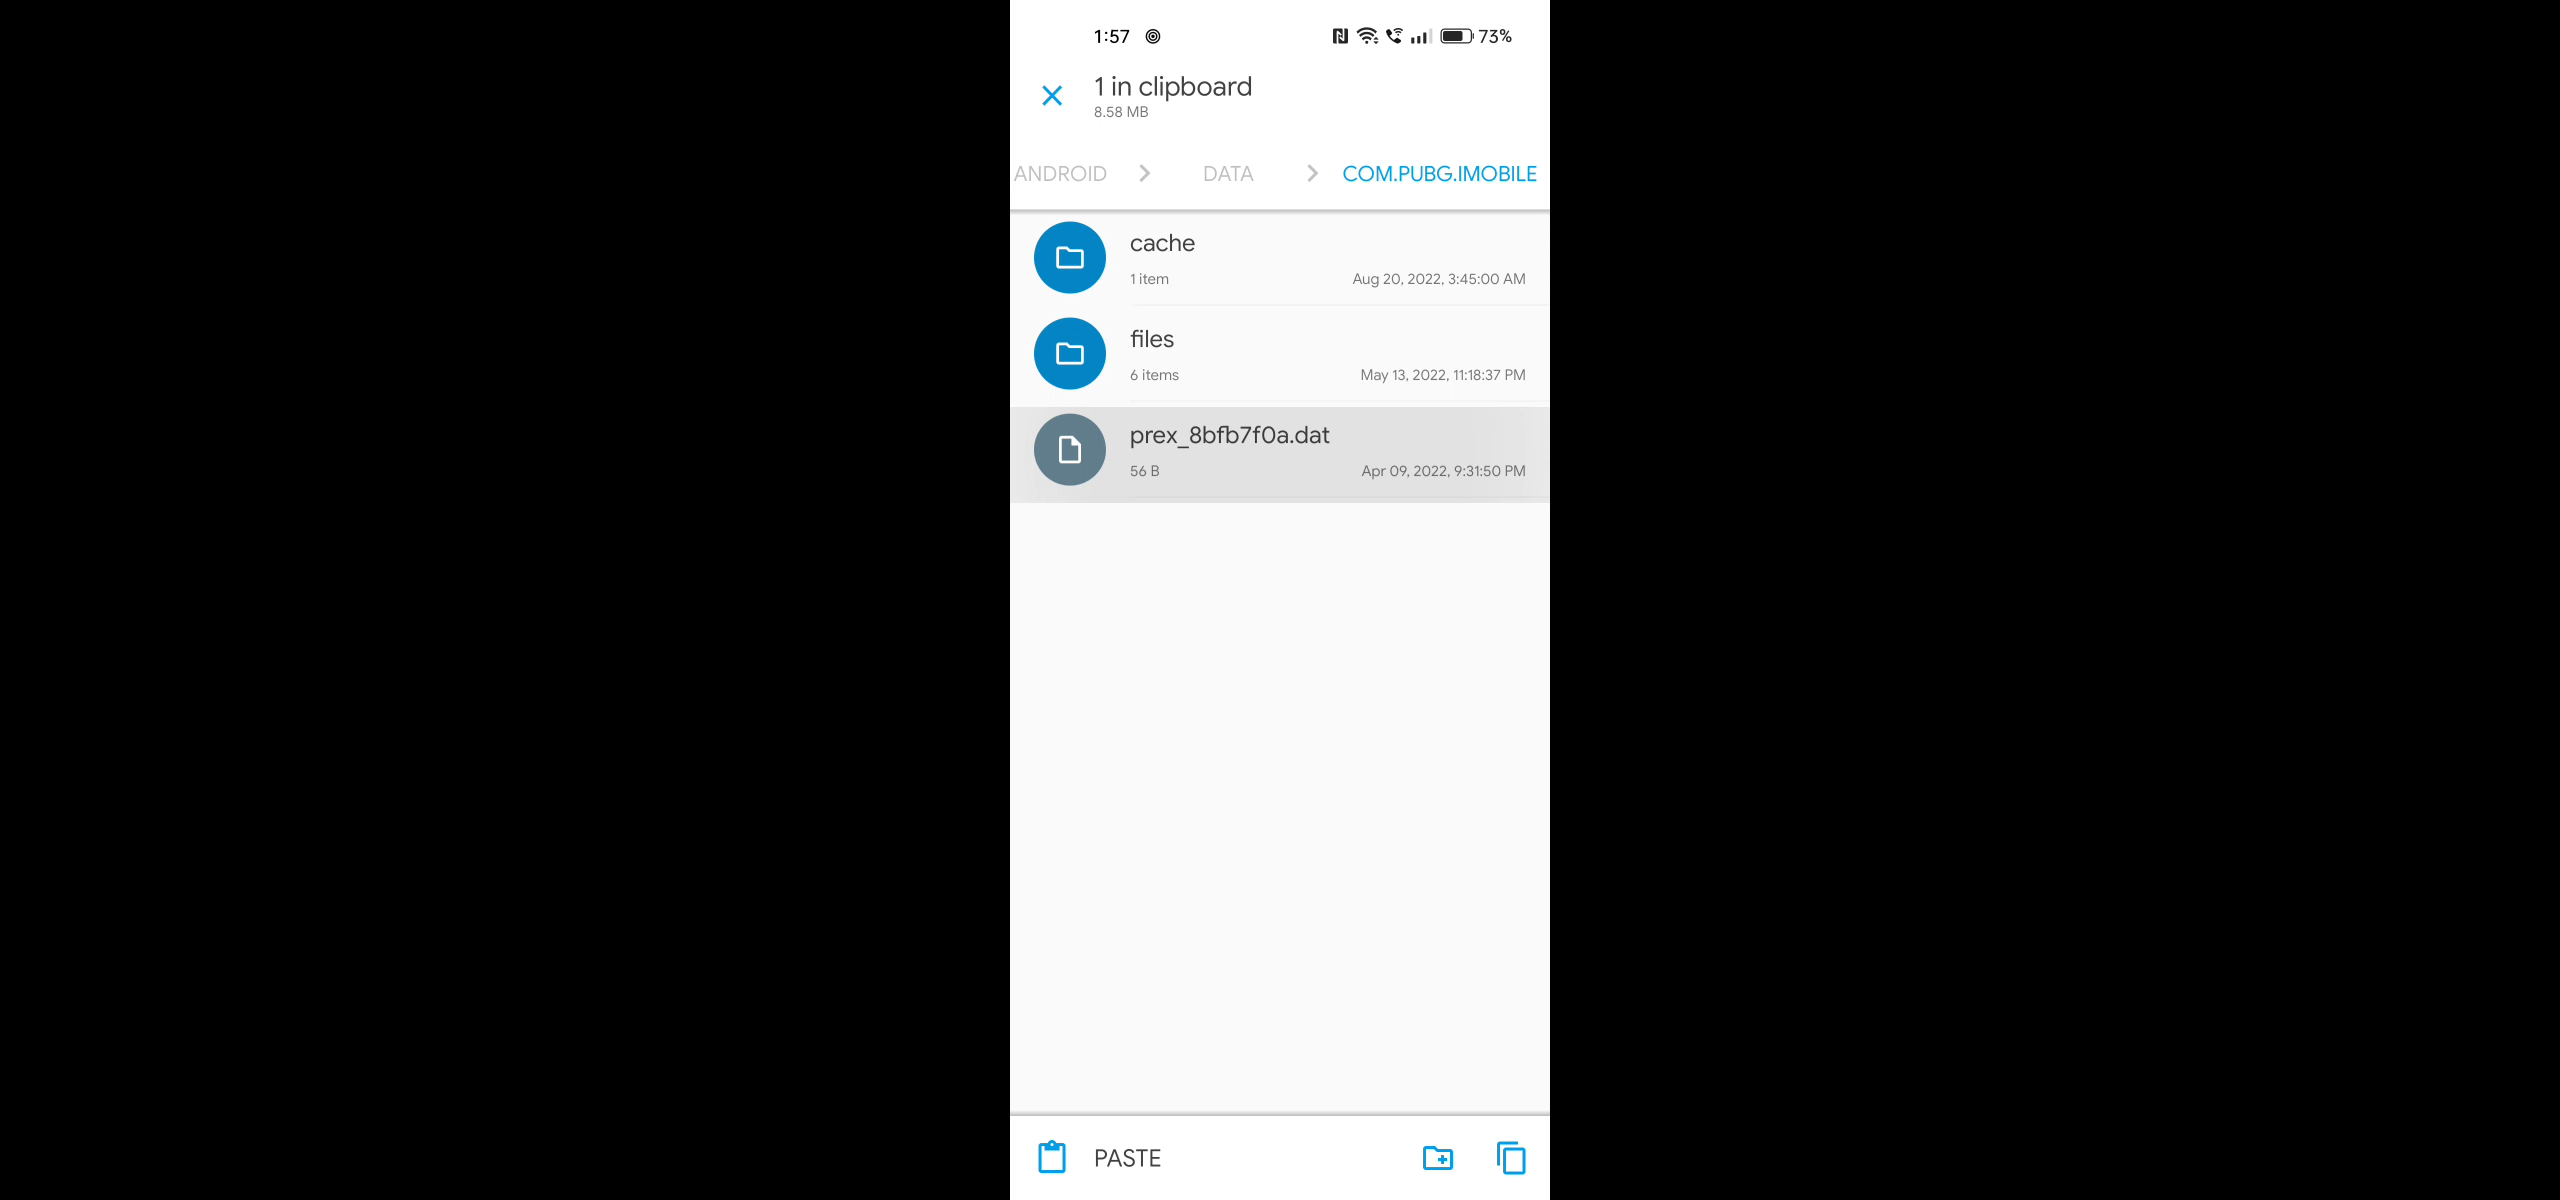 1:57 73%
1 in clipboard
8.58 MB
ANDROID DATA COM.PUBG.IMOBILE
cache
1 item Aug 20, 2022, 3:45:00 AM
files
6 items May 13, 2022, 11:18:37 PM
prex_8bfb7f0a.dat
56 B Apr 09, 2022, 9:31:50 PM
PASTE